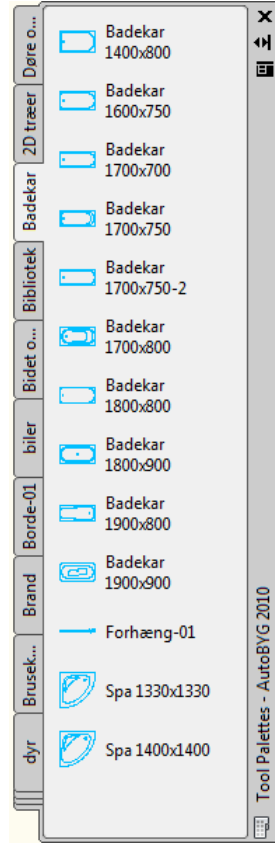 Døre o...
2D træer
Badekar
Bibliotek
Bidet o...
biler
Borde-01
Brand
Brusek...
dyr
Badekar
1400x800
Badekar
1600x750
Badekar
1700x700
Badekar
1700x750
Badekar
1700x750-2
Badekar
1700x800
Badekar
1800x800
Badekar
1800x900
Badekar
1900x800
Badekar
1900x900
Forhæng-01
Spa 1330x1330
Spa 1400x1400
Tool Palettes - AutoBYG 2010